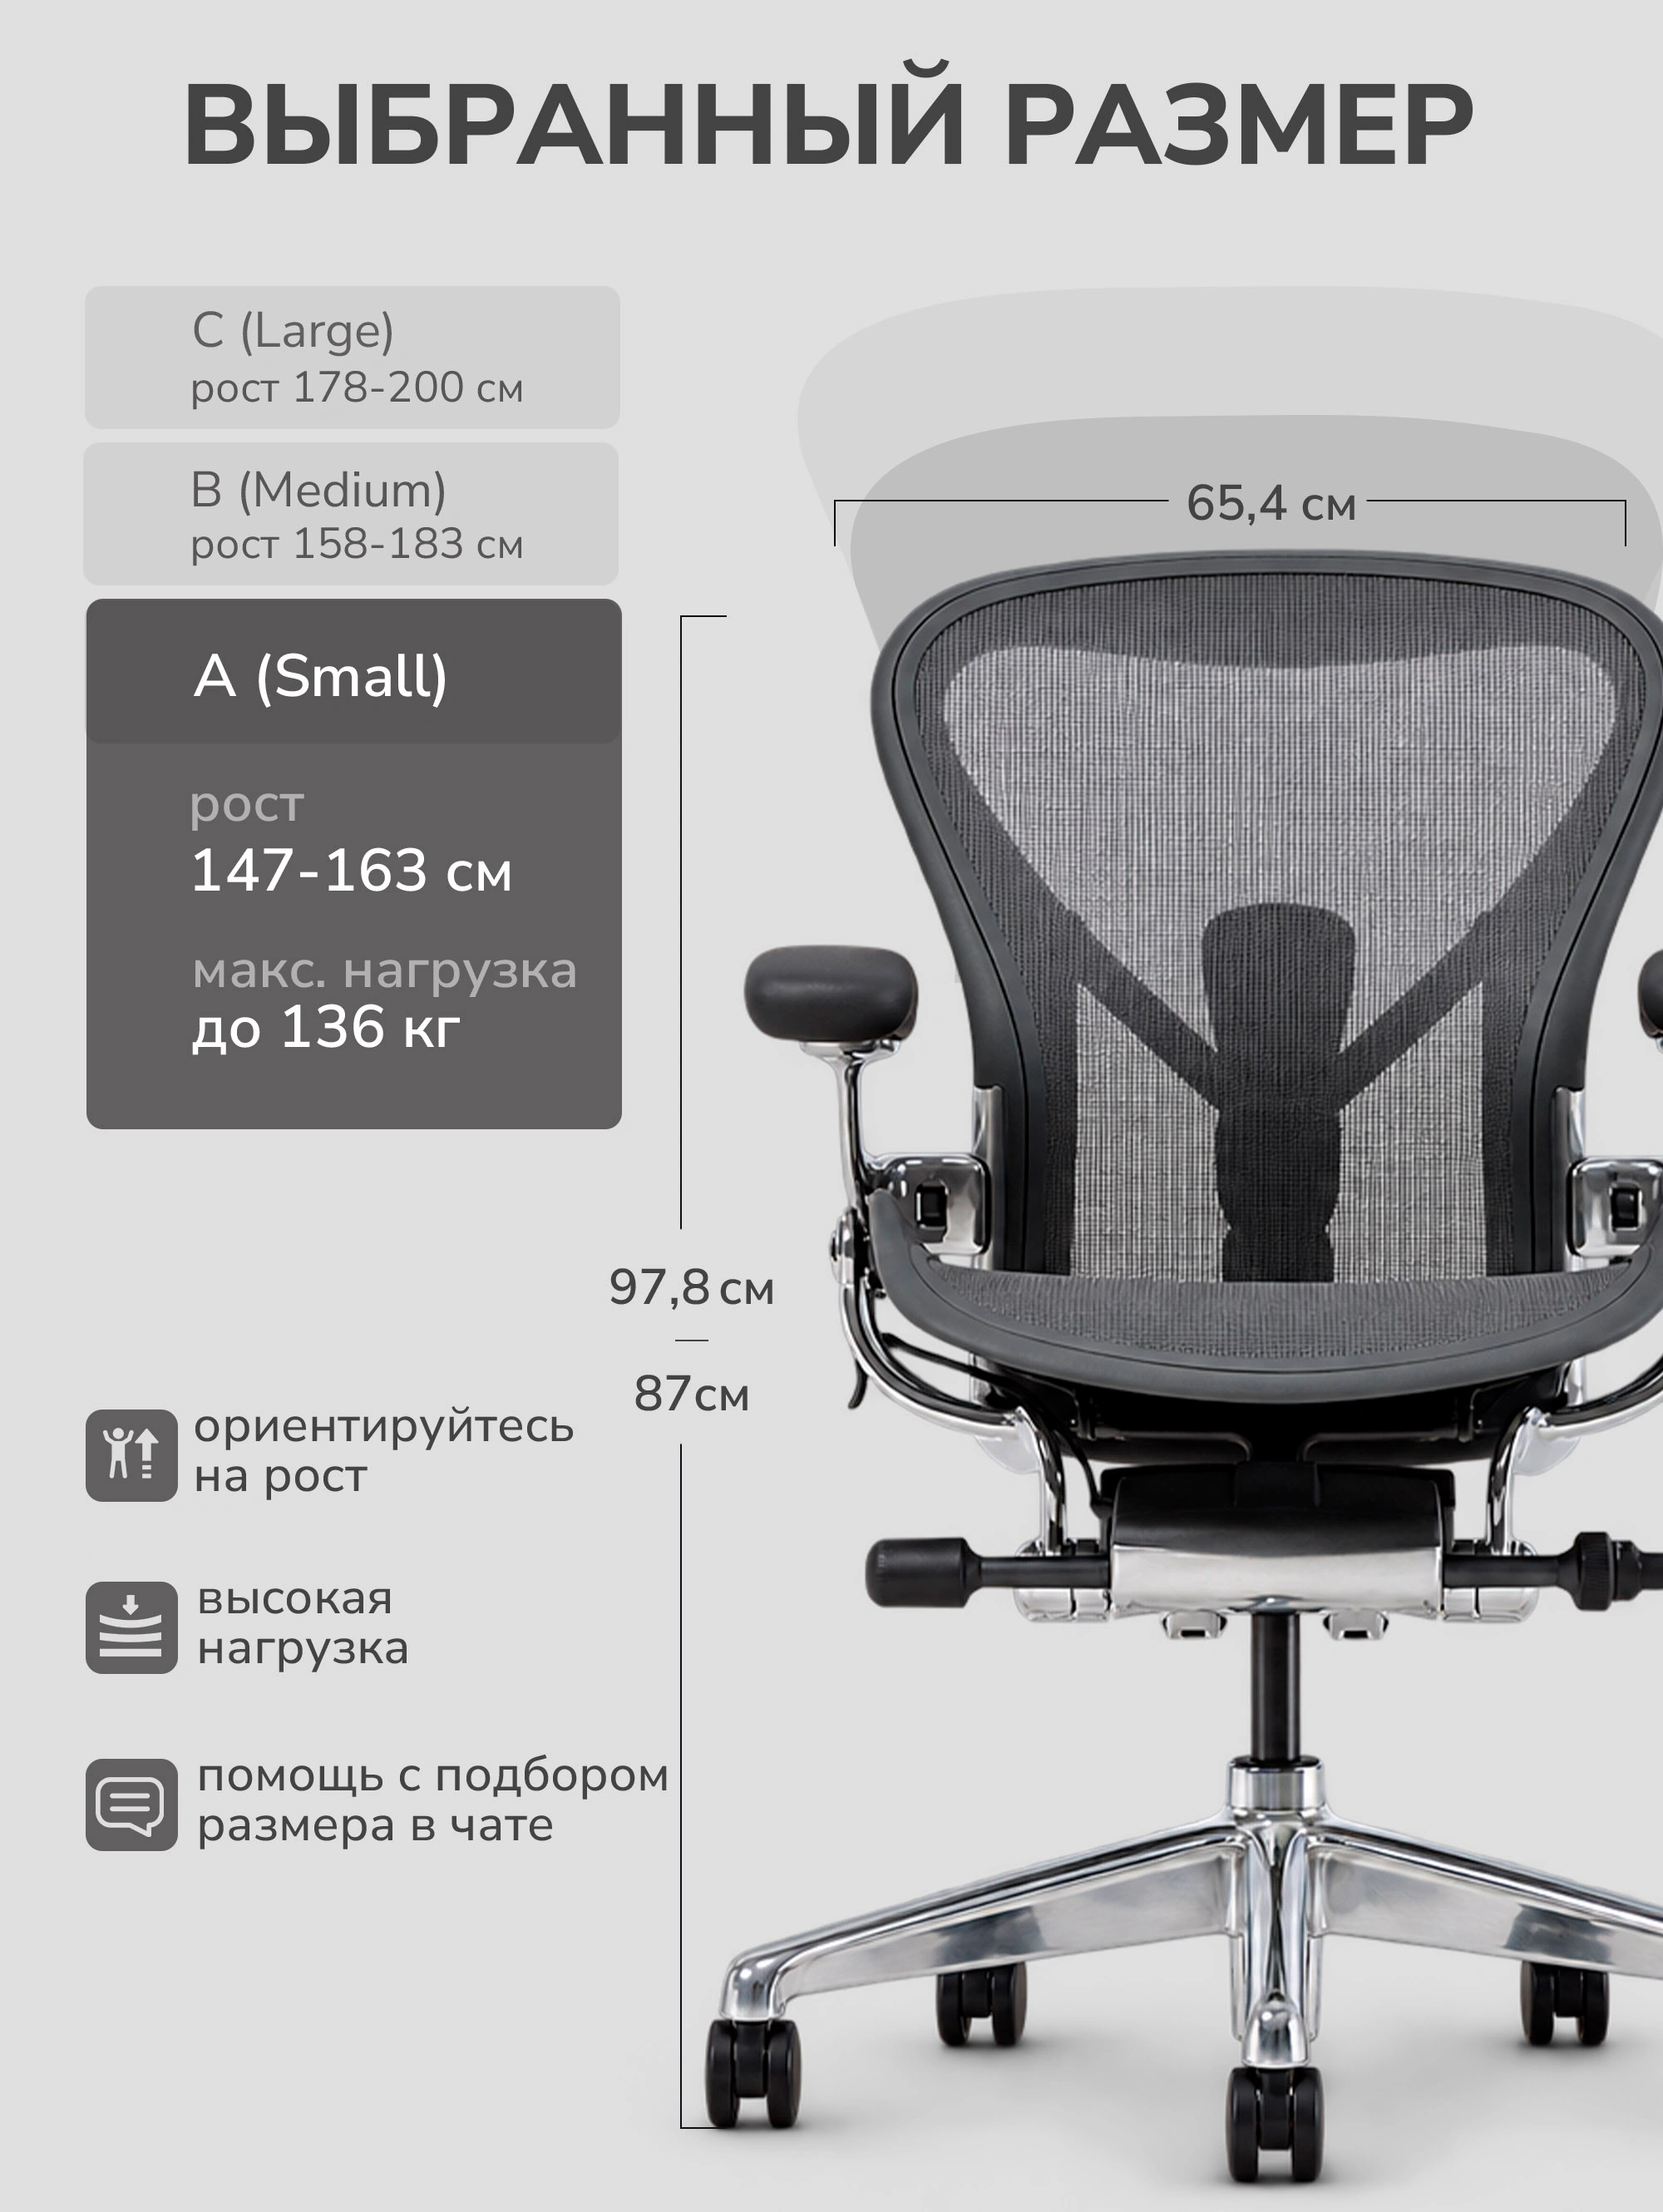 ВЫБРАННЫЙ РАЗМЕР
C (Large)
рост 178-200 см
B (Medium)
рост 158-183 см
A (Small)
рост
147-163 см
макс. нагрузка
до 136 кг
65,4 см
97,8 см
—
87см
ориентируйтесь
на рост
высокая
нагрузка
помощь с подбором
размера в чате